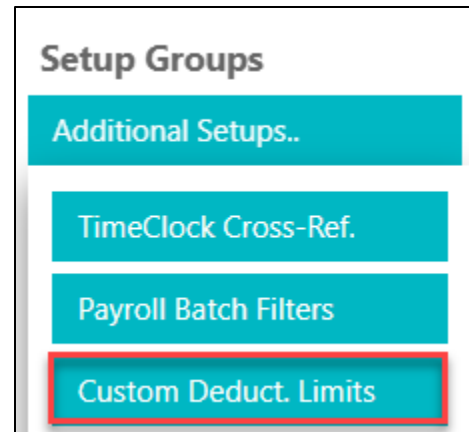 Setup Groups
Additional Setups..
TimeClock Cross-Ref.
Payroll Batch Filters
Custom Deduct. Limits